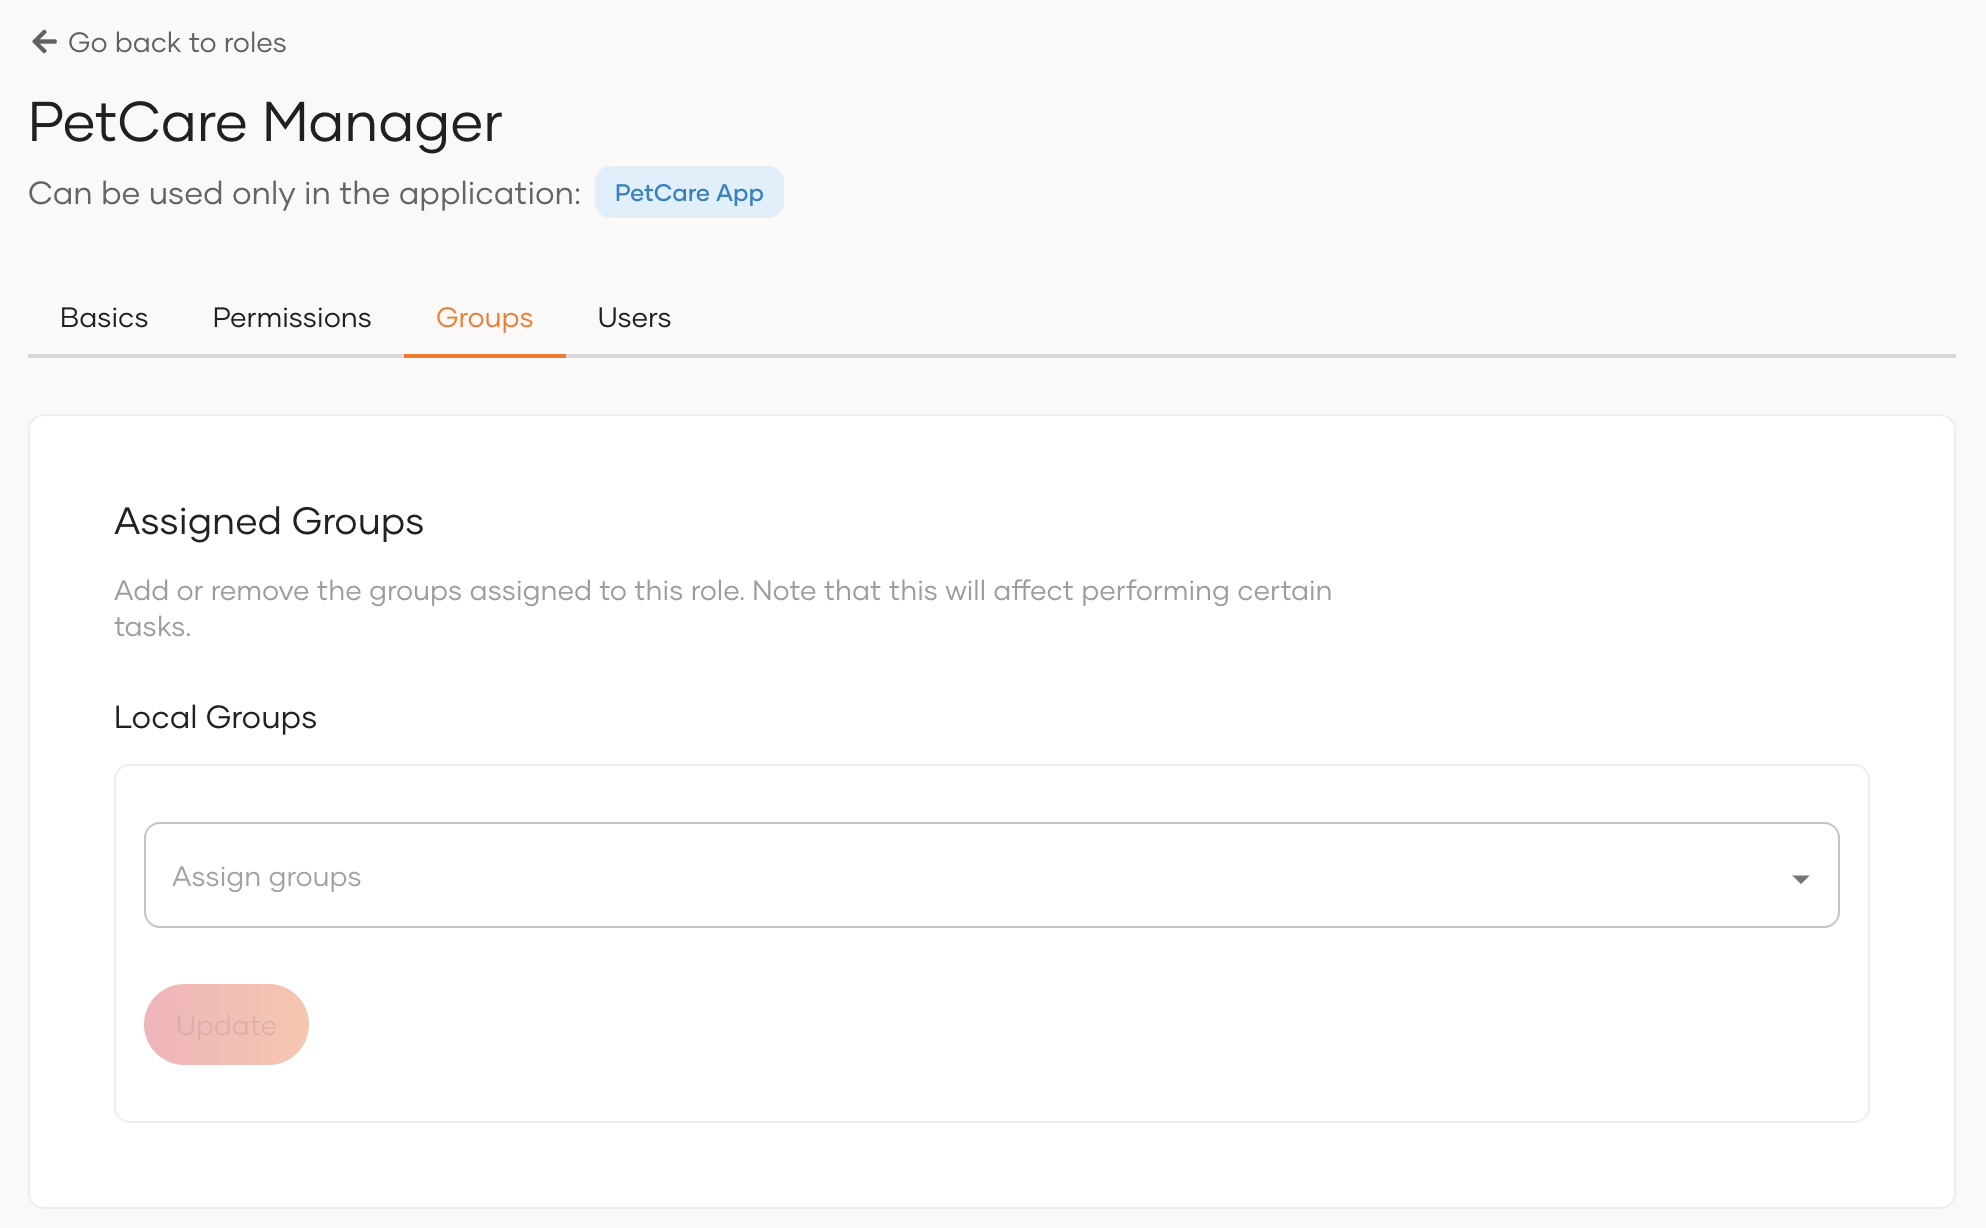 Go back to roles
PetCare Manager
Can be used only in the application: PetCare App
Basics Permissions Groups Users
Assigned Groups
Add or remove the groups assigned to this role. Note that this will affect performing certain
tasks.
Local Groups
Assign groups
Update